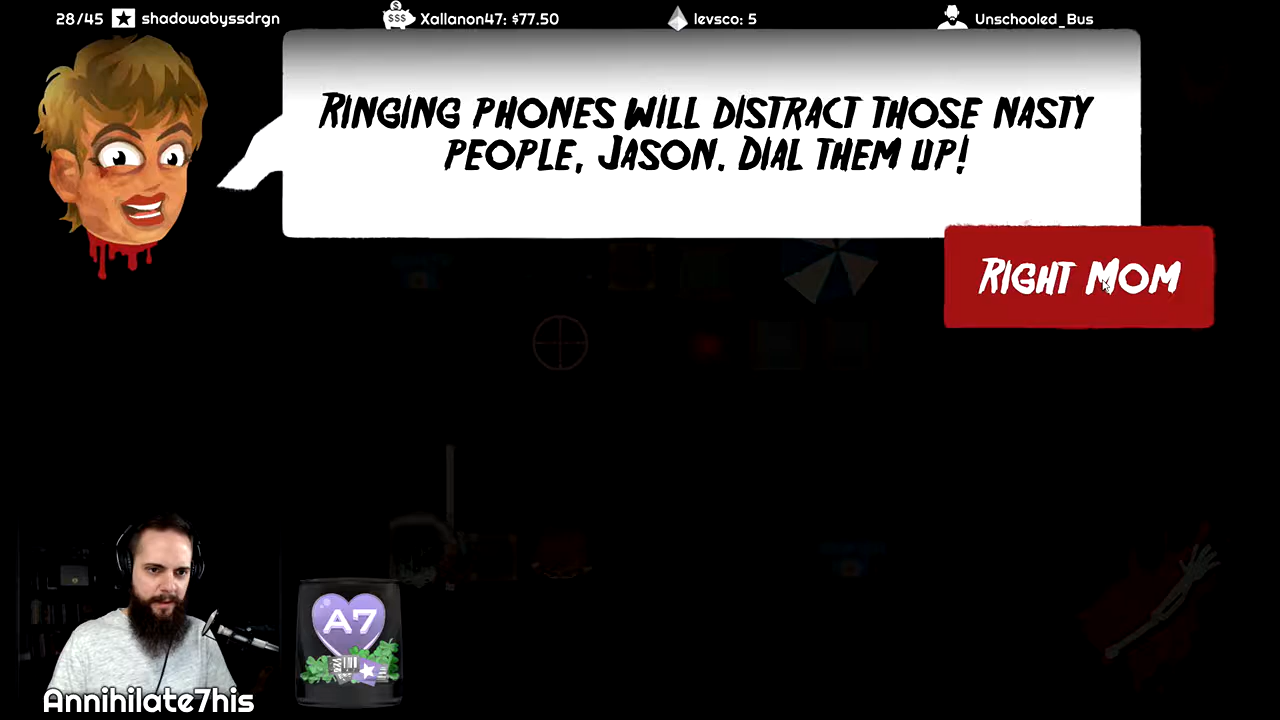 28/45 shadowabyssdrgn
$$$ Xallanon47: $77.50
levsco: 5
Unschooled_Bus
Ringing phones will distract those nasty
people, Jason. Dial them up!
Right Mom
A7
Annihilate7his